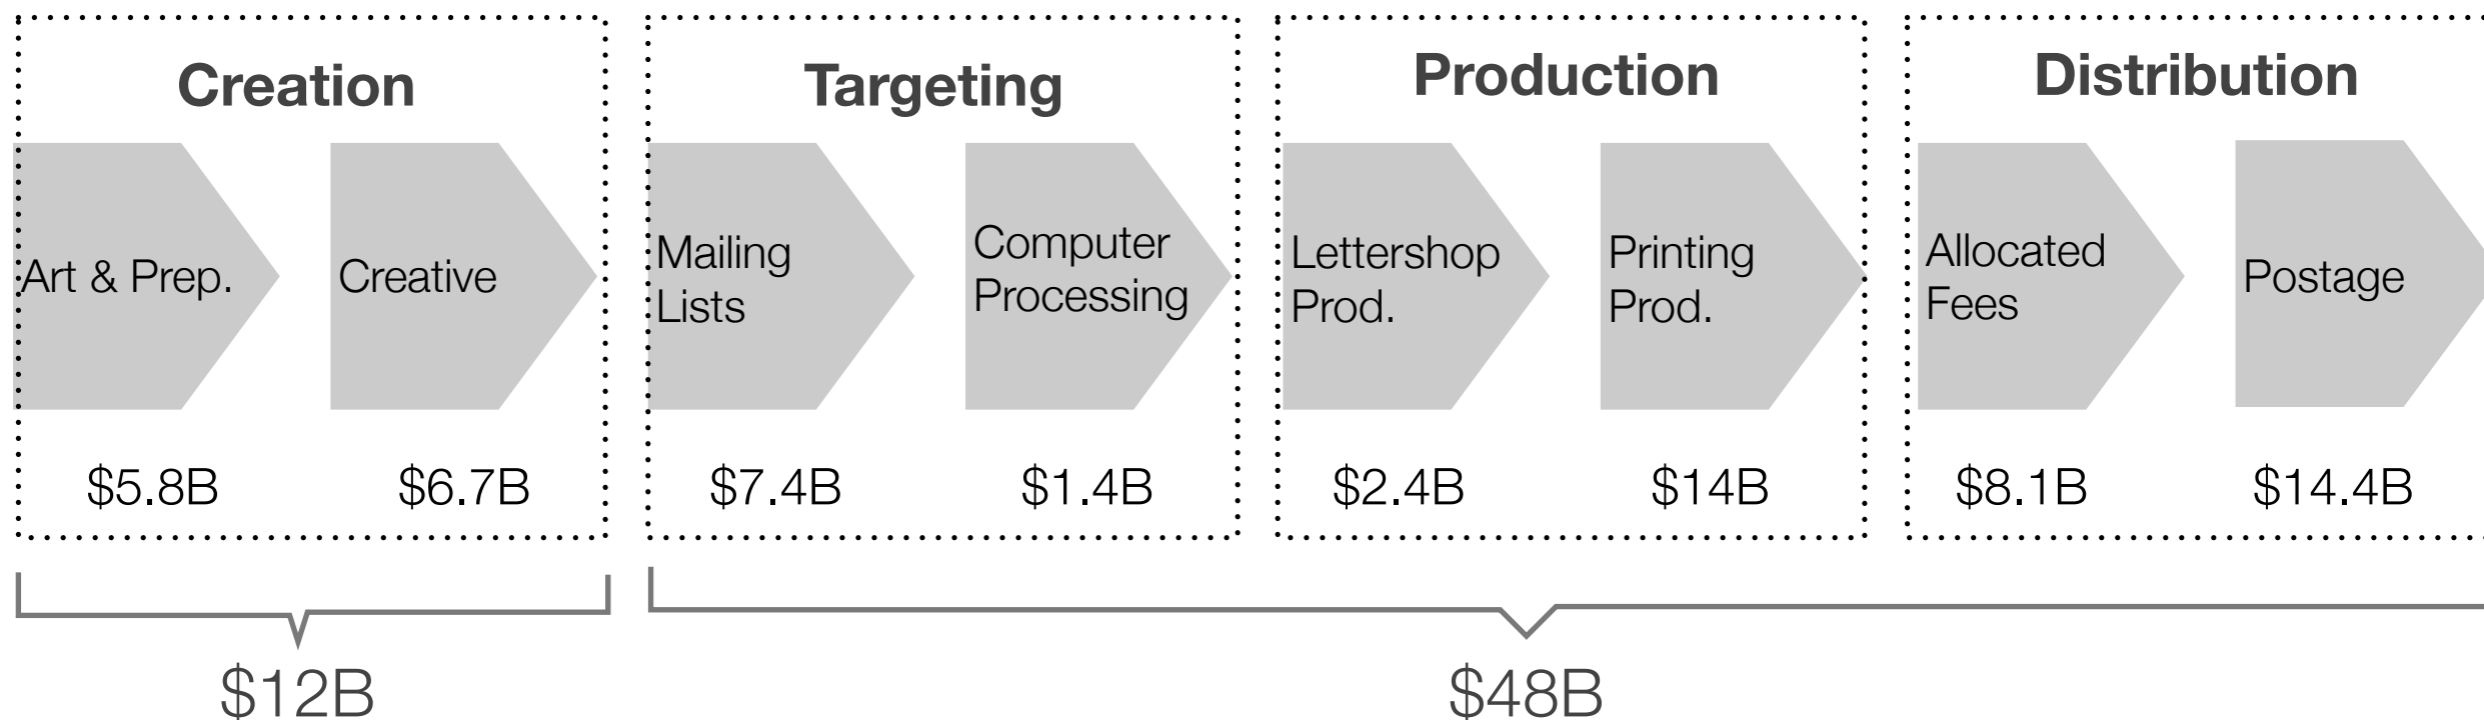 Creation
Targeting
Production
Distribution
Art & Prep.
Creative
Mailing
Lists
Computer
Processing
Lettershop
Prod.
Printing
Prod.
Allocated
Fees
Postage
$5.8B
$6.7B
$7.4B
$1.4B
$2.4B
$14B
$8.1B
$14.4B
$12B
$48B